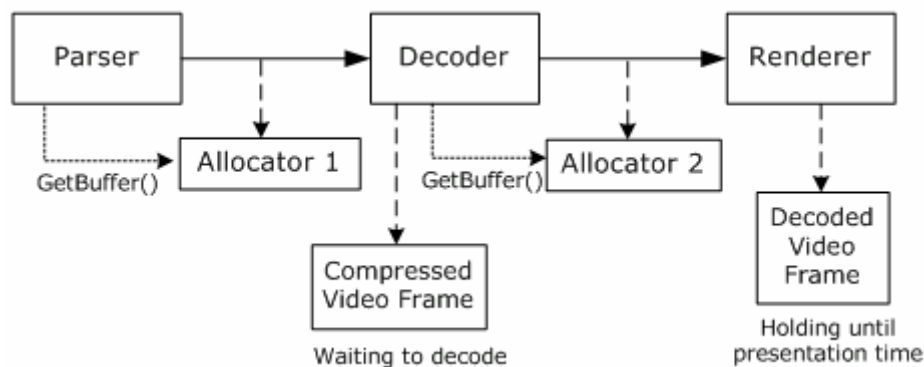 Parser
Decoder
Renderer
Allocator 1
Allocator 2
GetBuffer()
GetBuffer()
Compressed
Video Frame
Decoded
Video
Frame
Waiting to decode
Holding until
presentation time